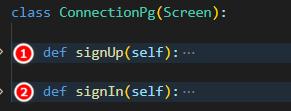 class ConnectionPg(Screen):
1 def signUp(self):···
2 def signIn(self):···